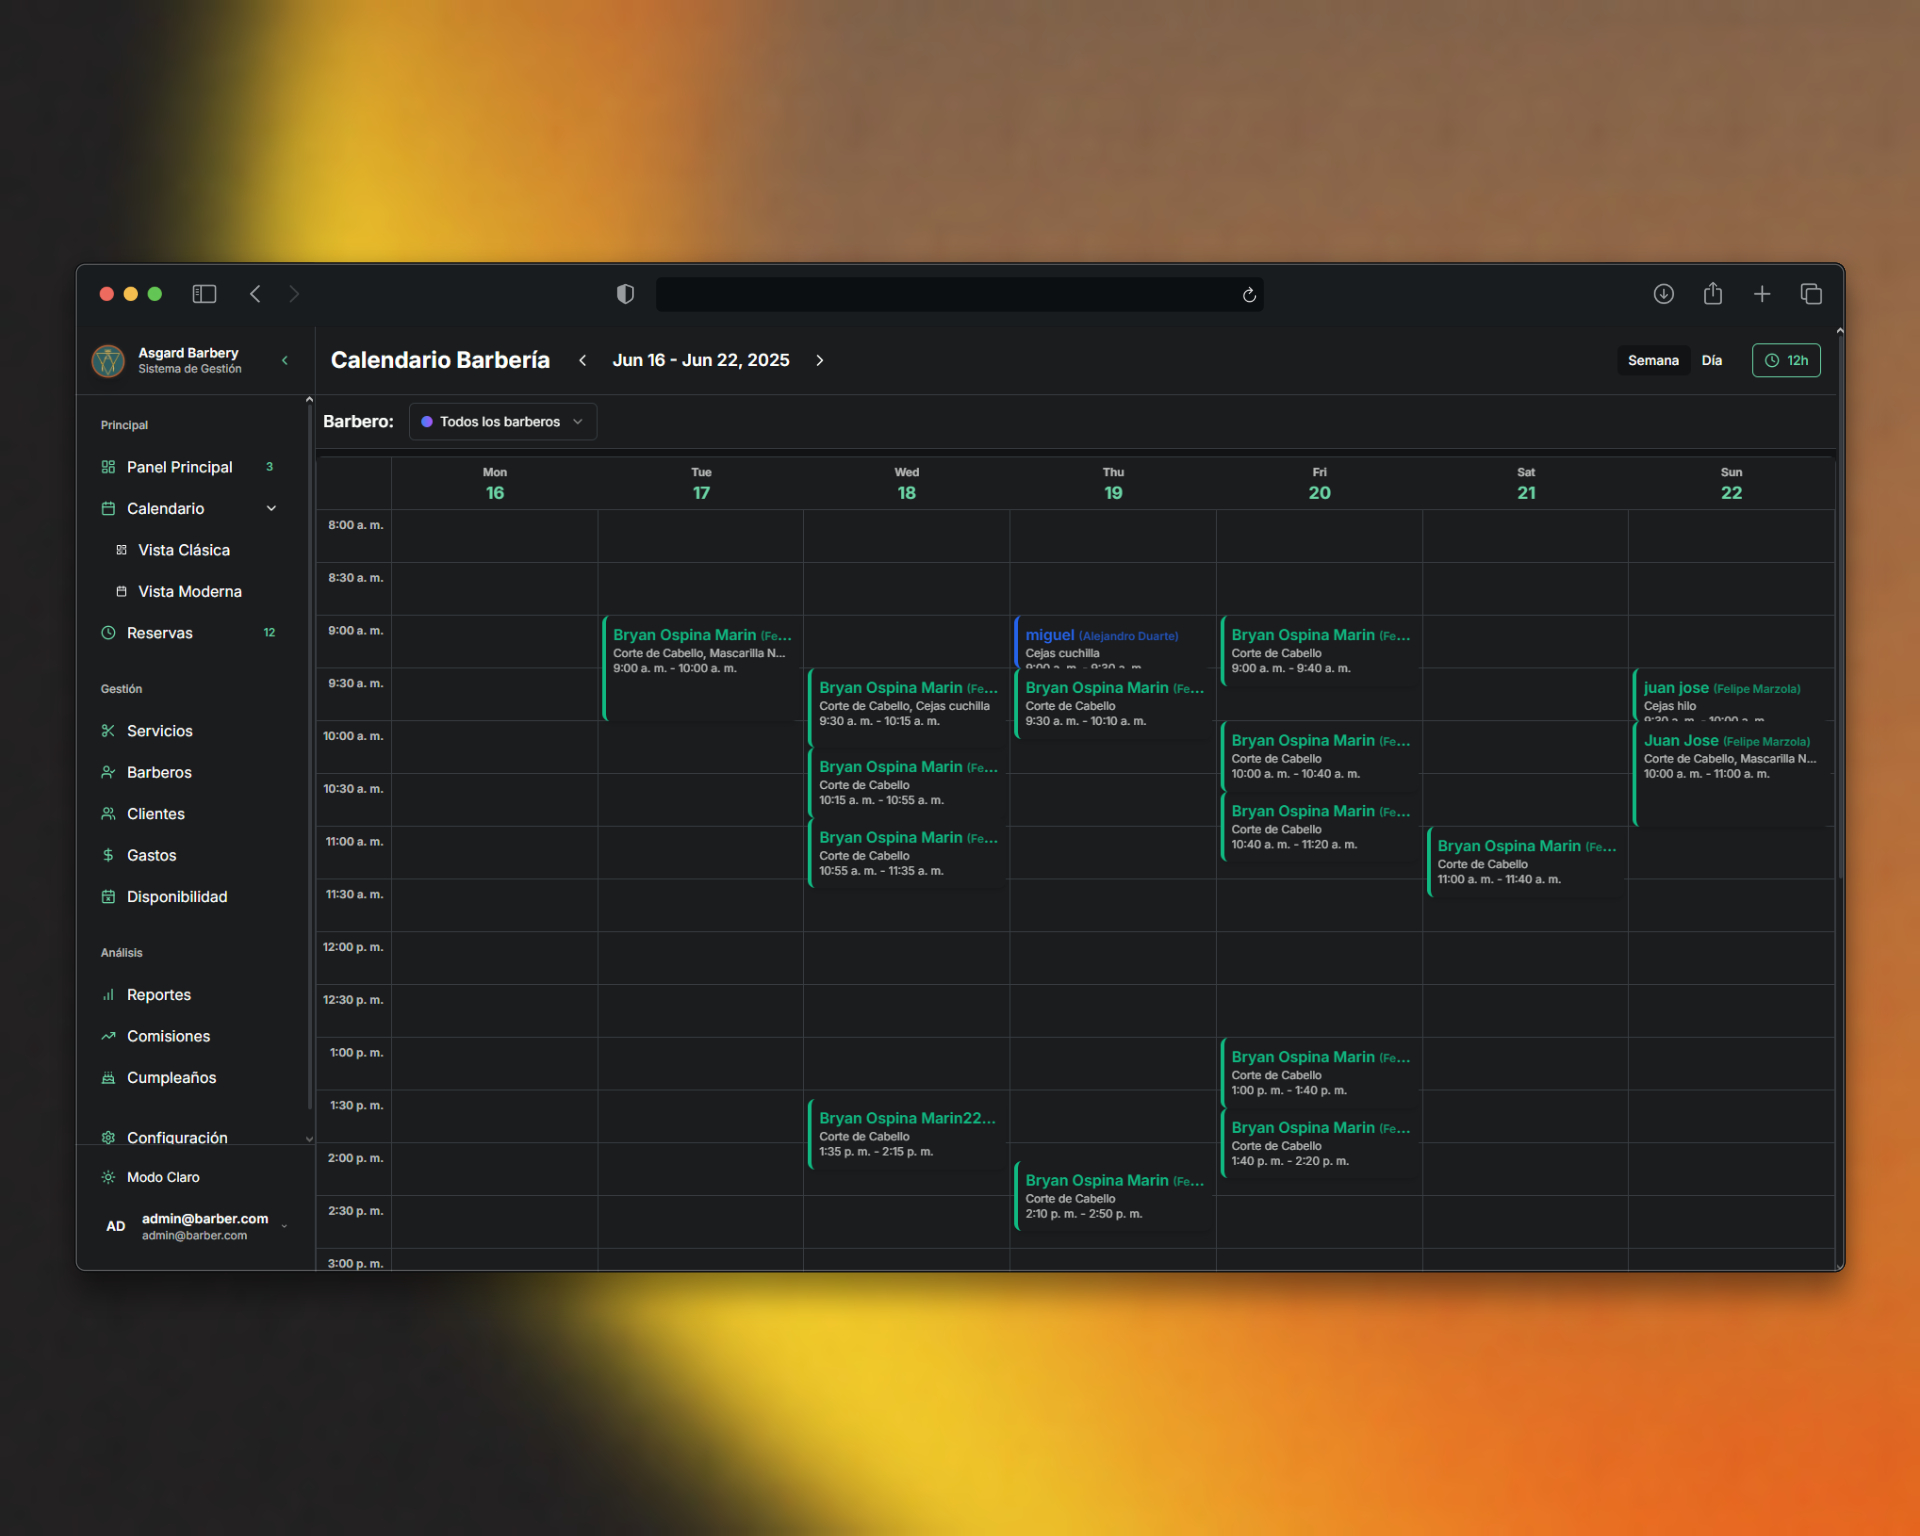 Asgard Barbery
Sistema de Gestión
Calendario Barbería
Jun 16 - Jun 22, 2025
Semana
Día
12h
Principal
Panel Principal 3
Calendario
Vista Clásica
Vista Moderna
Reservas 12
Gestión
Servicios
Barberos
Clientes
Gastos
Disponibilidad
Análisis
Reportes
Comisiones
Cumpleaños
Configuración
Modo Claro
AD
admin@barber.com
admin@barber.com
Barbero: Todos los barberos
Mon Tue Wed Thu Fri Sat Sun
16 17 18 19 20 21 22
8:00 a. m.
8:30 a. m.
9:00 a. m.
9:30 a. m.
10:00 a. m.
10:30 a. m.
11:00 a. m.
11:30 a. m.
12:00 p. m.
12:30 p. m.
1:00 p. m.
1:30 p. m.
2:00 p. m.
2:30 p. m.
3:00 p. m.
Bryan Ospina Marin (Fe...
Corte de Cabello, Mascarilla N...
9:00 a. m. - 10:00 a. m.
Bryan Ospina Marin (Fe...
Corte de Cabello, Cejas cuchilla
9:30 a. m. - 10:15 a. m.
Bryan Ospina Marin (Fe...
Corte de Cabello
10:15 a. m. - 10:55 a. m.
Bryan Ospina Marin (Fe...
Corte de Cabello
10:55 a. m. - 11:35 a. m.
Bryan Ospina Marin22...
Corte de Cabello
1:35 p. m. - 2:15 p. m.
miguel (Alejandro Duarte)
Cejas cuchilla
9:00 a. m. - 9:30 a. m.
Bryan Ospina Marin (Fe...
Corte de Cabello
9:30 a. m. - 10:10 a. m.
Bryan Ospina Marin (Fe...
Corte de Cabello
2:10 p. m. - 2:50 p. m.
Bryan Ospina Marin (Fe...
Corte de Cabello
9:00 a. m. - 9:40 a. m.
Bryan Ospina Marin (Fe...
Corte de Cabello
10:00 a. m. - 10:40 a. m.
Bryan Ospina Marin (Fe...
Corte de Cabello
10:40 a. m. - 11:20 a. m.
Bryan Ospina Marin (Fe...
Corte de Cabello
1:00 p. m. - 1:40 p. m.
Bryan Ospina Marin (Fe...
Corte de Cabello
1:40 p. m. - 2:20 p. m.
Bryan Ospina Marin (Fe...
Corte de Cabello
11:00 a. m. - 11:40 a. m.
juan jose (Felipe Marzola)
Cejas hilo
9:30 a. m. - 10:00 a. m.
Juan Jose (Felipe Marzola)
Corte de Cabello, Mascarilla N...
10:00 a. m. - 11:00 a. m.